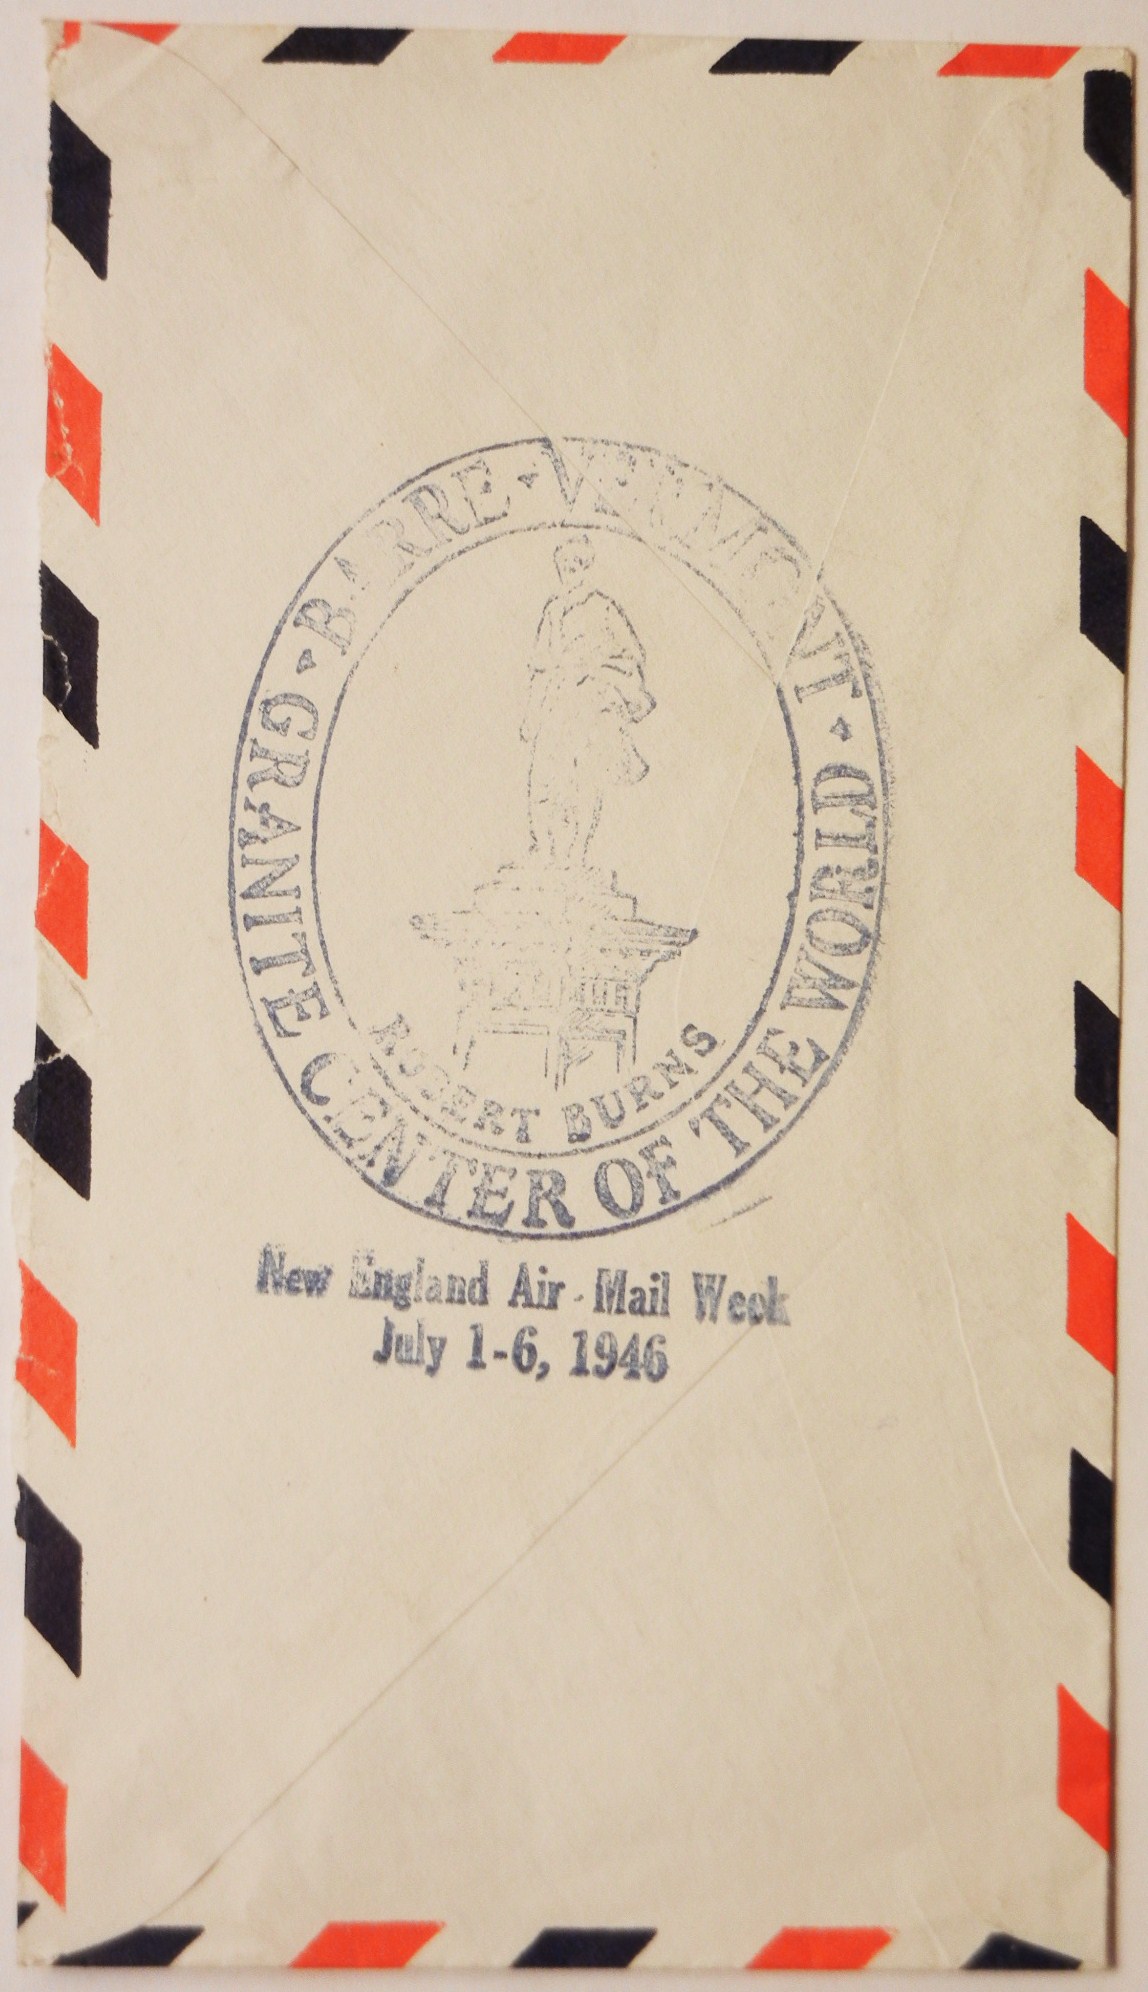 BARRE · VERMONT ·
GRANITE CENTER OF THE WORLD
ROBERT BURNS
New England Air-Mail Week
July 1-6, 1946